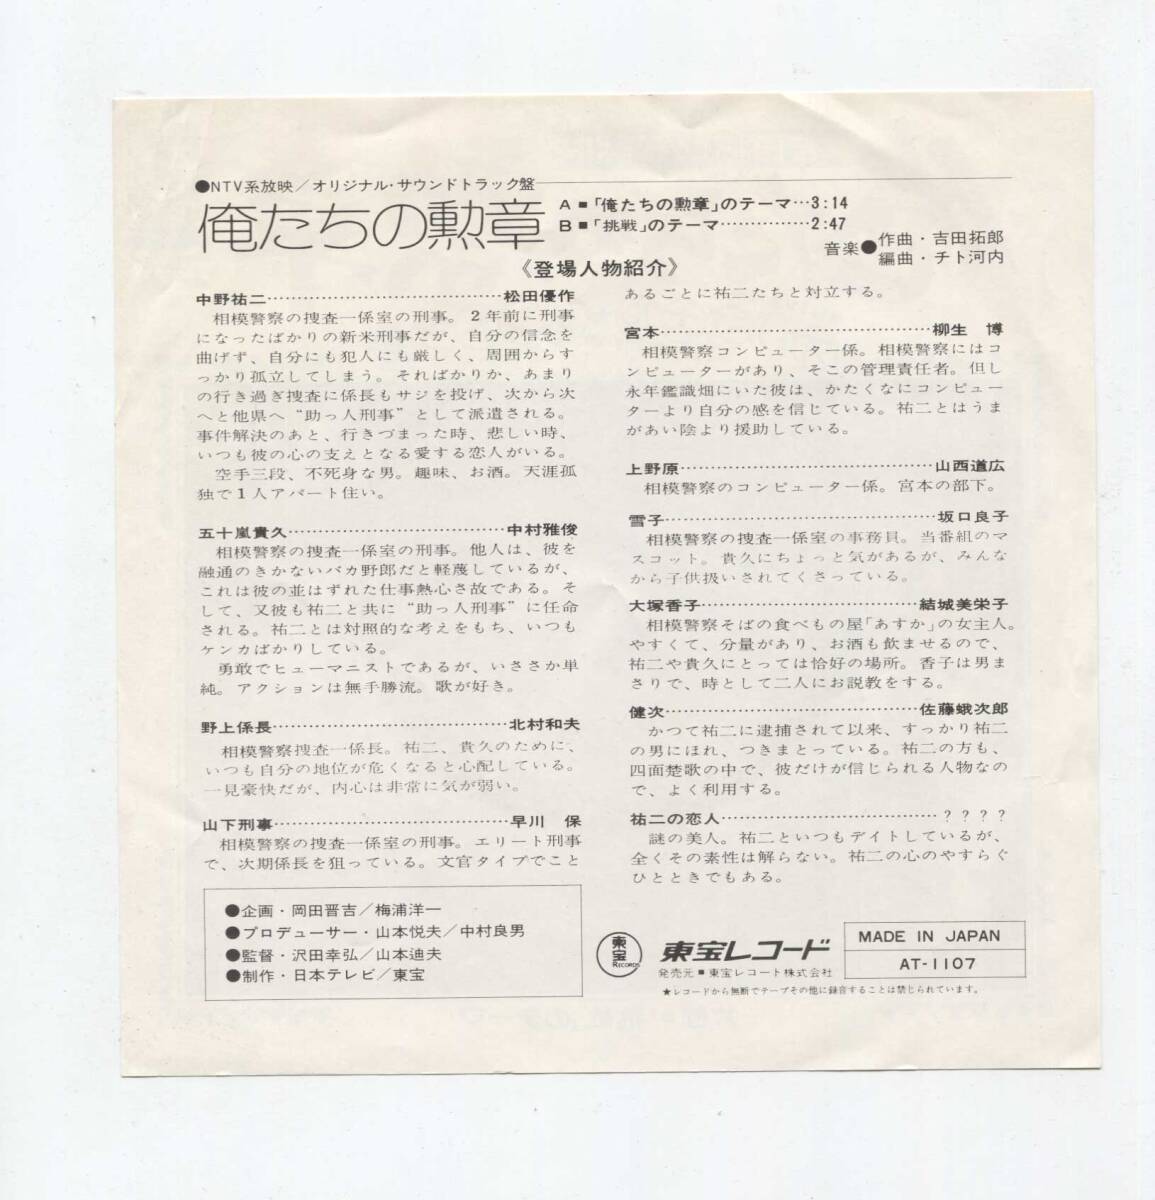 ●NTV系放映／オリジナル・サウンドトラック盤
俺たちの勲章
A■「俺たちの勲章」のテーマ…3:14
B■「挑戦」のテーマ……………2:47
音楽●作曲・吉田拓郎
編曲・チト河内
《登場人物紹介》
中野祐二………………………………松田優作
相模警察の捜査一係室の刑事。2年前に刑事
になったばかりの新米刑事だが、自分の信念を
曲げず、自分にも犯人にも厳しく、周囲からす
っかり孤立してしまう。そればかりか、あまり
の行き過ぎ捜査に係長もサジを投げ、次から次
へと他県へ“助っ人刑事”として派遣される。
事件解決のあと、行きづまった時、悲しい時、
いつも彼の心の支えとなる愛する恋人がいる。
空手三段、不死身な男。趣味、お酒。天涯孤
独で1人アパート住い。
五十嵐貴久……………………………中村雅俊
相模警察の捜査一係室の刑事。他人は、彼を
融通のきかないバカ野郎だと軽蔑しているが、
これは彼の並はずれた仕事熱心さ故である。そ
して、又彼も祐二と共に“助っ人刑事”に任命
される。祐二とは対照的な考えをもち、いつも
ケンカばかりしている。
勇敢でヒューマニストであるが、いささか単
純。アクションは無手勝流。歌が好き。
野上係長………………………………北村和夫
相模警察捜査一係長。祐二、貴久のために、
いつも自分の地位が危くなると心配している。
一見豪快だが、内心は非常に気が弱い。
山下刑事………………………………早川　保
相模警察の捜査一係室の刑事。エリート刑事
で、次期係長を狙っている。文官タイプでこと
あるごとに祐二たちと対立する。
宮本……………………………………柳生　博
相模警察コンピューター係。相模警察にはコ
ンピューターがあり、そこの管理責任者。但し
永年鑑識畑にいた彼は、かたくなにコンピュー
ターより自分の感を信じている。祐二とはうま
があい陰より援助している。
上野原…………………………………山西道広
相模警察のコンピューター係。宮本の部下。
雪子……………………………………坂口良子
相模警察の捜査一係室の事務員。当番組のマ
スコット。貴久にちょっと気があるが、みんな
から子供扱いされてくさっている。
大塚香子………………………………結城美栄子
相模警察そばの食べもの屋「あすか」の女主人。
やすくて、分量があり、お酒も飲ませるので、
祐二や貴久にとっては恰好の場所。香子は男ま
さりで、時として二人にお説教をする。
健次……………………………………佐藤蛾次郎
かつて祐二に逮捕されて以来、すっかり祐二
の男にほれ、つきまとっている。祐二の方も、
四面楚歌の中で、彼だけが信じられる人物なの
で、よく利用する。
祐二の恋人……………………………？？？？
謎の美人。祐二といつもデイトしているが、
全くその素性は解らない。祐二の心のやすらぐ
ひとときでもある。
●企画・岡田晋吉／梅浦洋一
●プロデューサー・山本悦夫／中村良男
●監督・沢田幸弘／山本迪夫
●制作・日本テレビ／東宝
東宝 RECORDS
東宝レコード
発売元■東宝レコード株式会社
MADE IN JAPAN
AT-1107
★レコードから無断でテープその他に録音することは禁じられています。